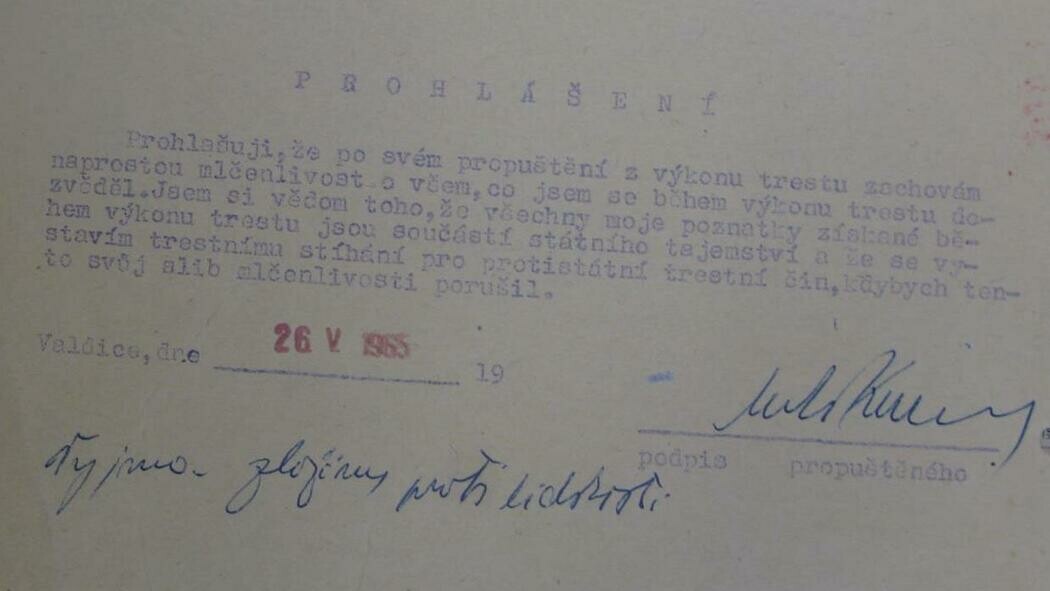 PROHLÁŠENÍ
Prohlašuji, že po svém propuštění z výkonu trestu zachovám
naprostou mlčenlivost o všem, co jsem se během výkonu trestu do-
zvěděl. Jsem si vědom toho, že všechny moje poznatky získané bě-
hem výkonu trestu jsou součástí státního tajemství a že se vy-
stavím trestnímu stíhání pro protistátní trestní čin, kdybych ten-
to svůj slib mlčenlivosti porušil.
Valdice, dne 26 V 1965 19
podpis propuštěného
Vyjma zločinu proti lidskosti.